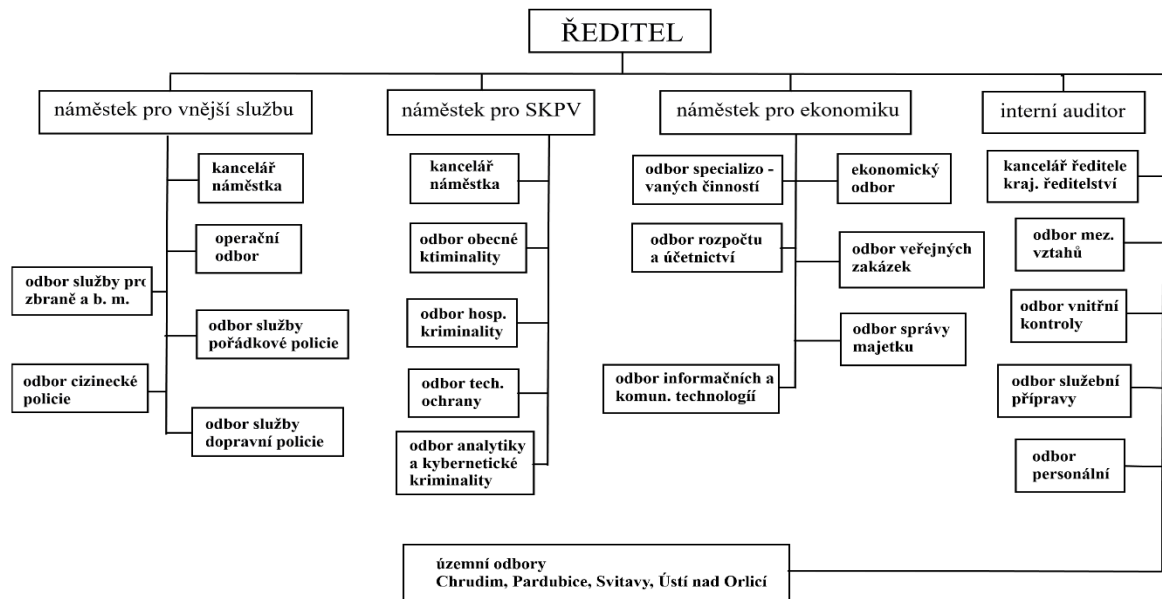 ŘEDITEL
náměstek pro vnější službu
náměstek pro SKPV
náměstek pro ekonomiku
interní auditor
kancelář
náměstka
operační
odbor
odbor služby pro
zbraně a b. m.
odbor služby
pořádkové policie
odbor cizinecké
policie
odbor služby
dopravní policie
kancelář
náměstka
odbor obecné
ktiminality
odbor hosp.
kriminality
odbor tech.
ochrany
odbor analytiky
a kybernetické
kriminality
odbor specializo -
vaných činností
ekonomický
odbor
odbor rozpočtu
a účetnictví
odbor veřejných
zakázek
odbor správy
majetku
odbor informačních a
komun. technologíí
kancelář ředitele
kraj. ředitelství
odbor mez.
vztahů
odbor vnitřní
kontroly
odbor služební
přípravy
odbor
personální
územní odbory
Chrudim, Pardubice, Svitavy, Ústí nad Orlicí